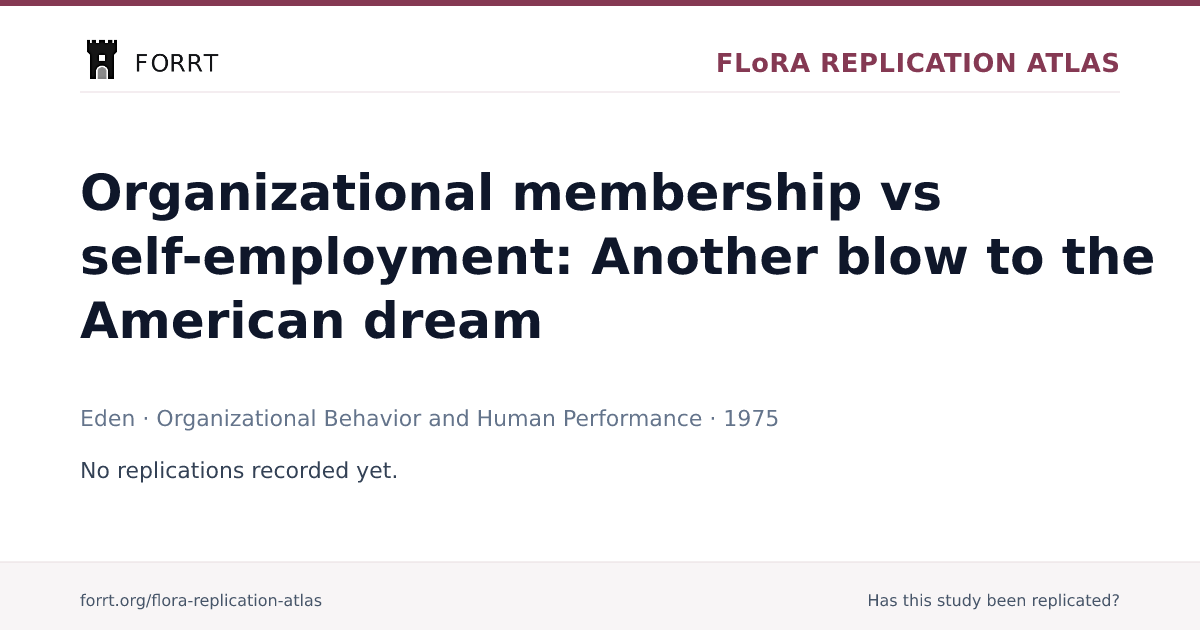 FORRT
FLoRA REPLICATION ATLAS
Organizational membership vs
self-employment: Another blow to the
American dream
Eden · Organizational Behavior and Human Performance · 1975
No replications recorded yet.
forrt.org/flora-replication-atlas
Has this study been replicated?